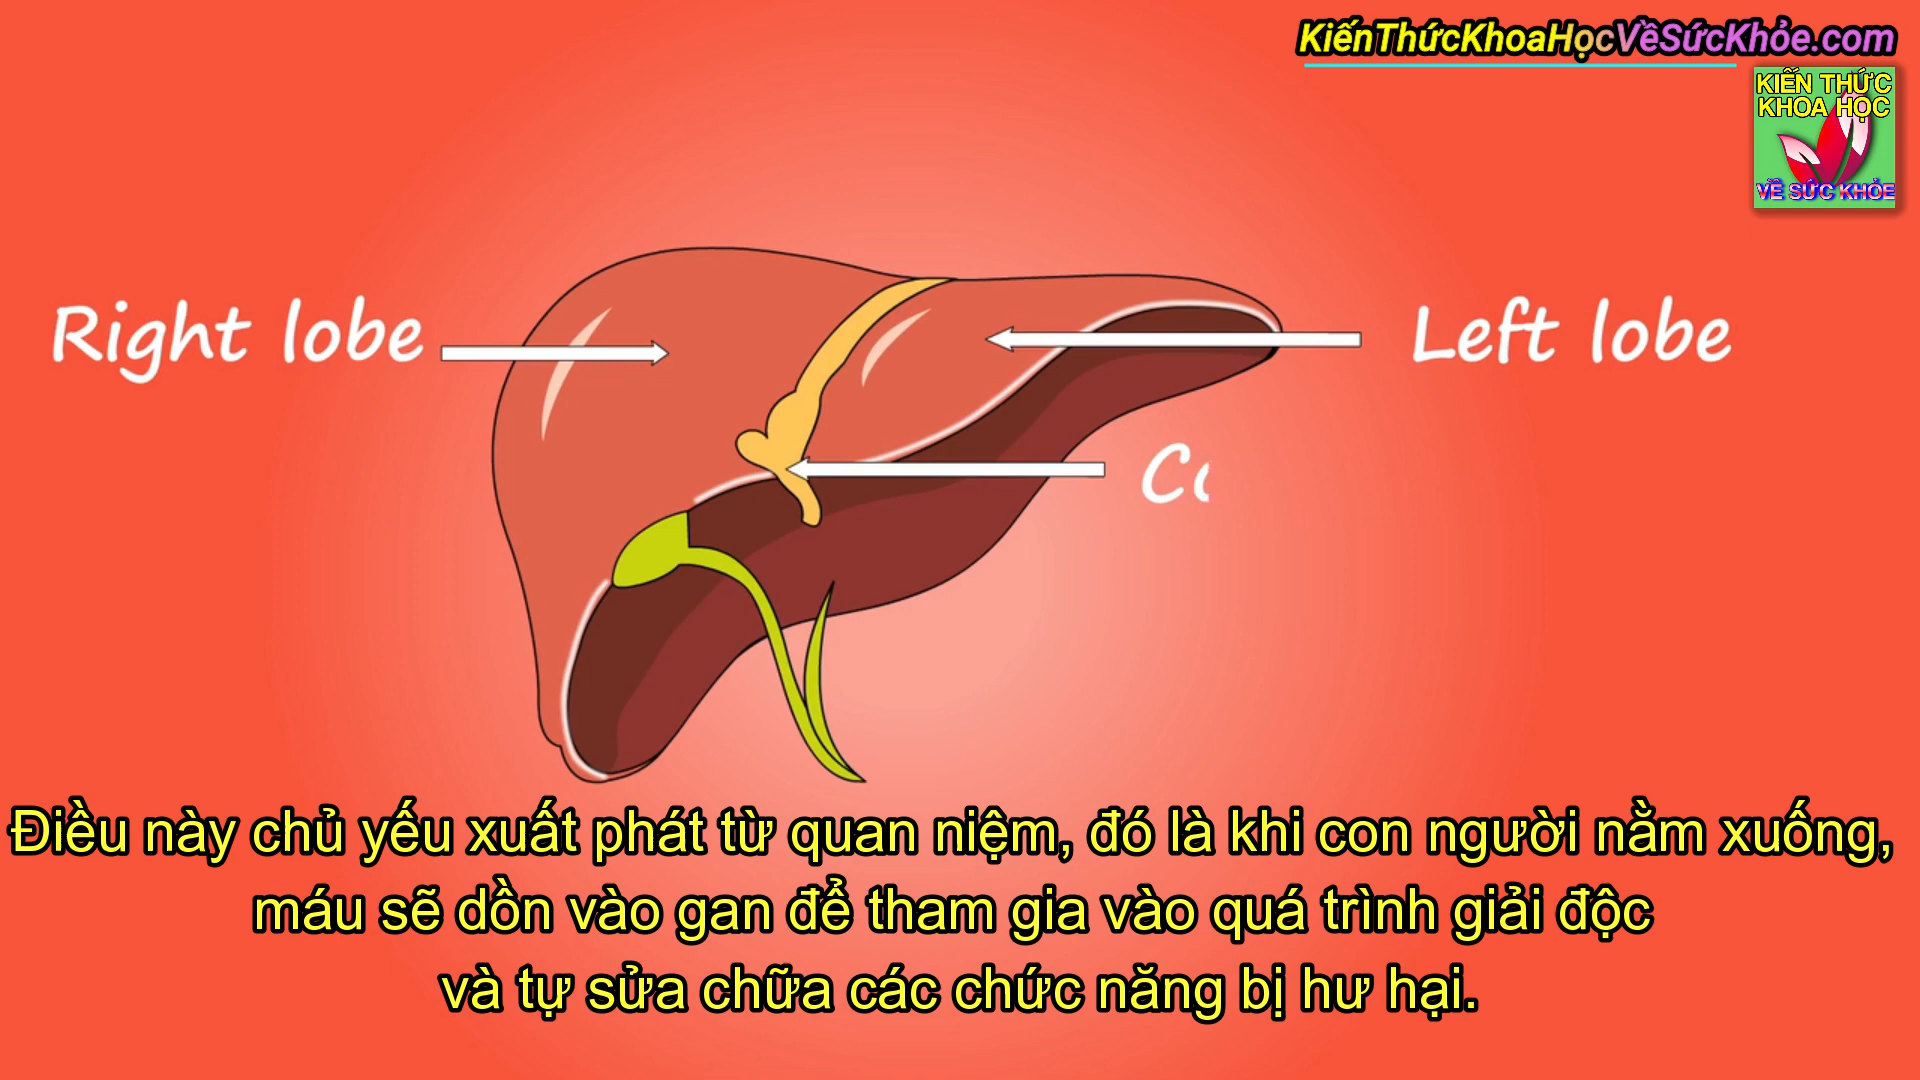 KiếnThứcKhoaHọcVềSứcKhỏe.com
KIẾN THỨC
KHOA HỌC
VỀ SỨC KHỎE
Right lobe
Left lobe
Điều này chủ yếu xuất phát từ quan niệm, đó là khi con người nằm xuống,
máu sẽ dồn vào gan để tham gia vào quá trình giải độc
và tự sửa chữa các chức năng bị hư hại.